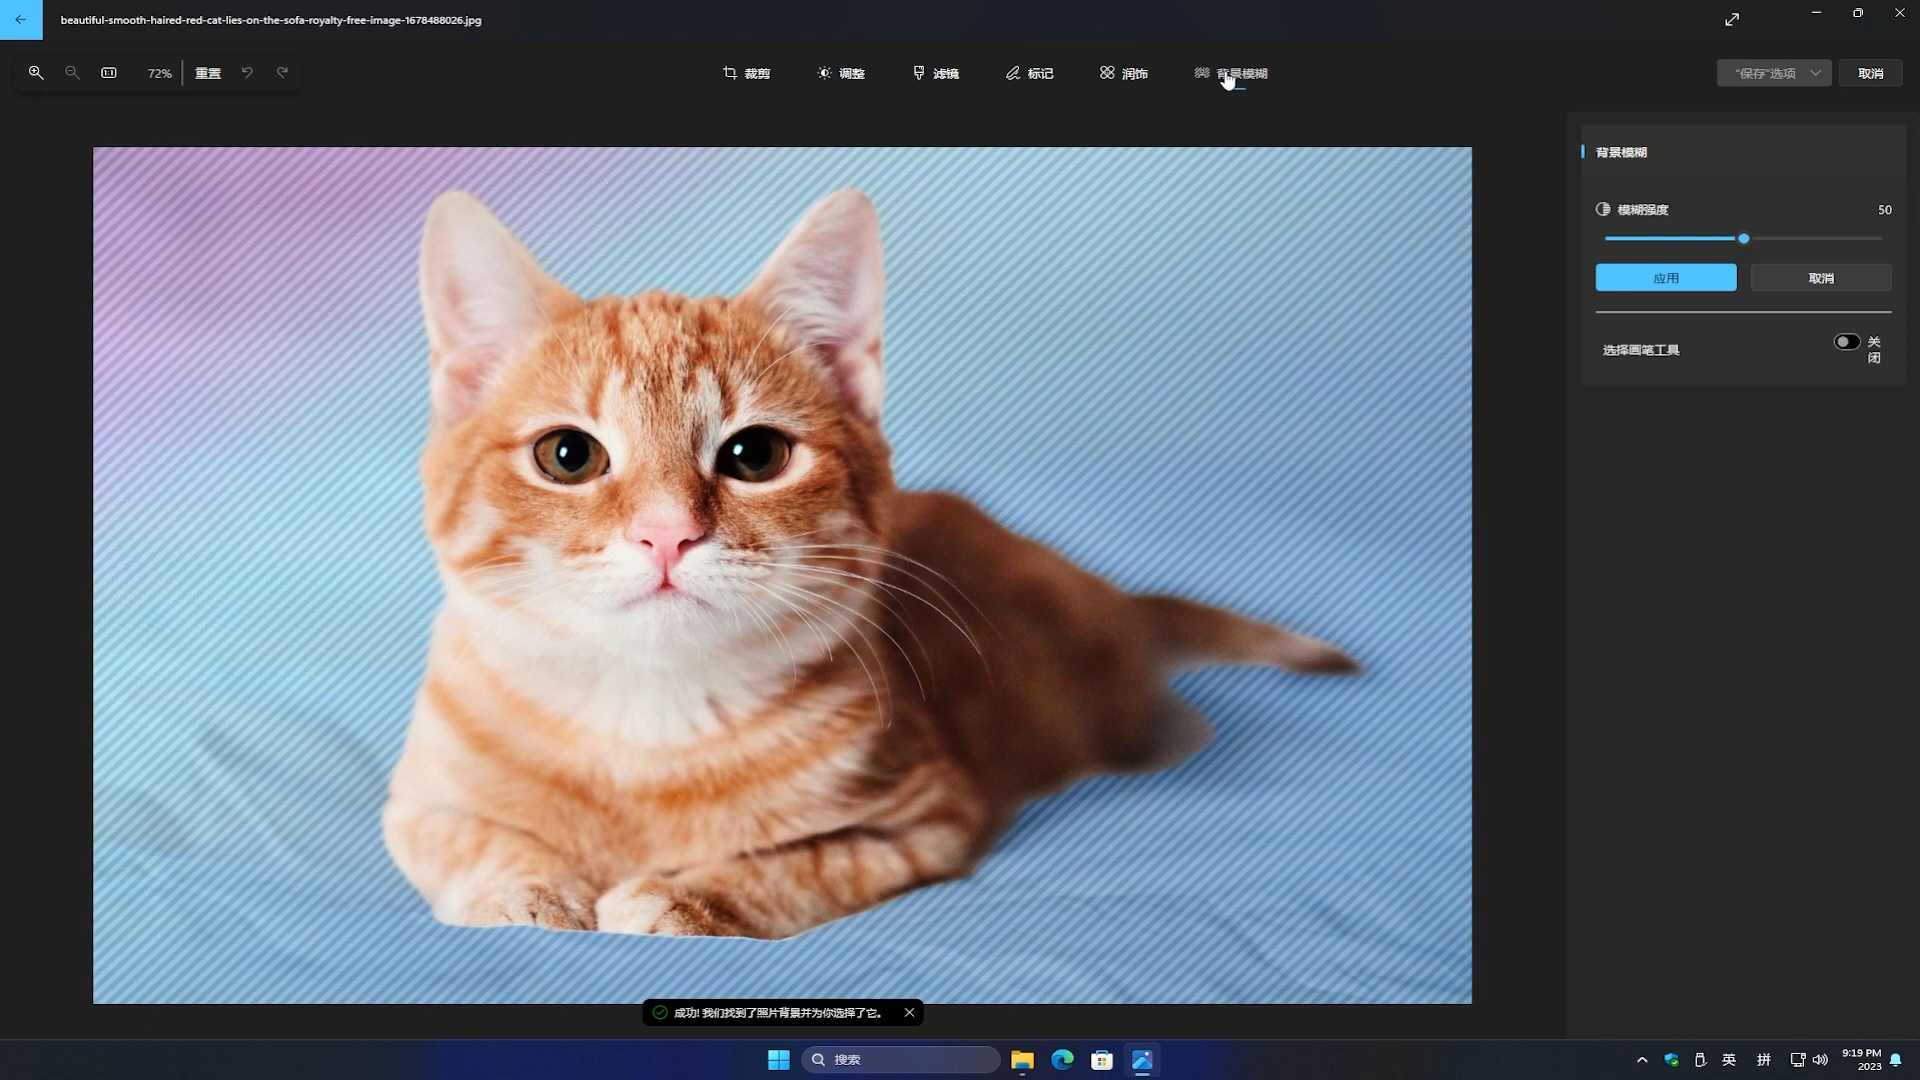 beautiful-smooth-haired-red-cat-lies-on-the-sofa-royalty-free-image-1678488026.jpg
72% 重置 裁剪 调整 滤镜 标记 润饰 背景模糊 "保存"选项 取消
背景模糊
模糊强度 50
应用 取消
选择画笔工具 关
闭
成功! 我们找到了照片背景并为你选择了它。
搜索 英 拼 9:19 PM
2023